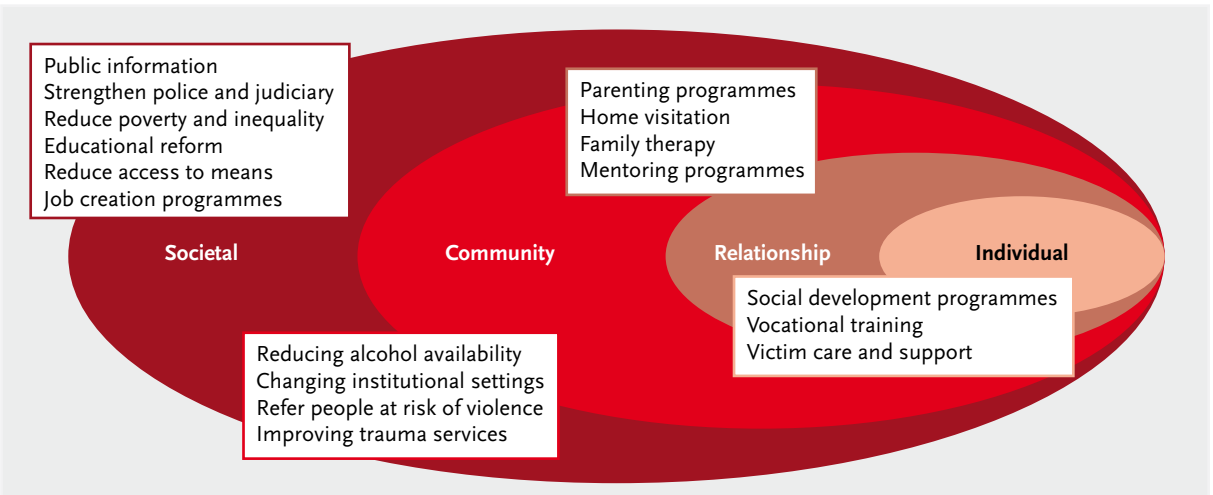 Public information
Strengthen police and judiciary
Reduce poverty and inequality
Educational reform
Reduce access to means
Job creation programmes
Parenting programmes
Home visitation
Family therapy
Mentoring programmes
Societal
Community
Relationship
Individual
Social development programmes
Vocational training
Victim care and support
Reducing alcohol availability
Changing institutional settings
Refer people at risk of violence
Improving trauma services